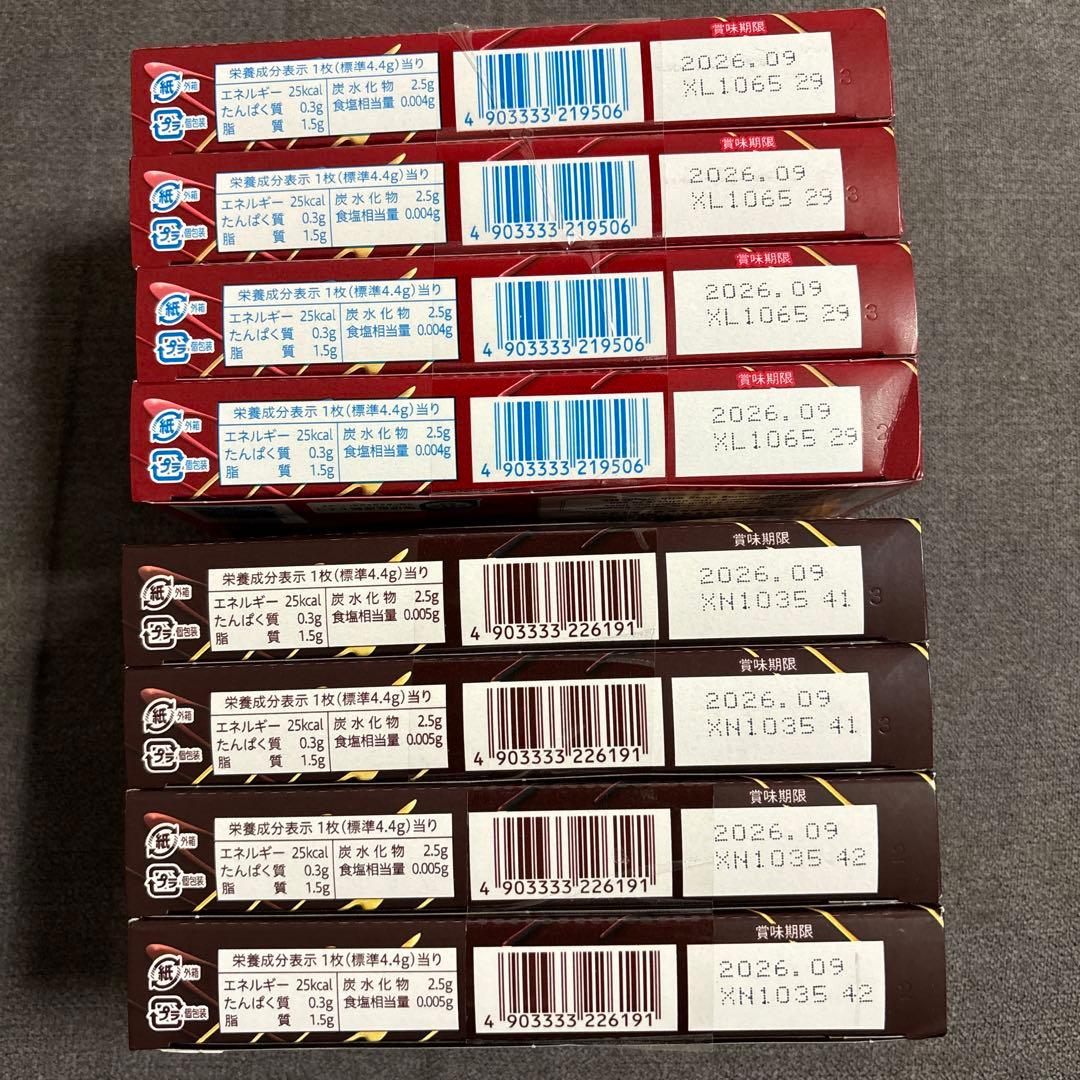 賞味期限
紙 外箱
プラ 個包装
栄養成分表示 1枚(標準4.4g)当り
エネルギー 25kcal 炭水化物 2.5g
たんぱく質 0.3g 食塩相当量 0.004g
脂質 1.5g
4 903333 219506
2026.09
XL1065 29 3
賞味期限
紙 外箱
プラ 個包装
栄養成分表示 1枚(標準4.4g)当り
エネルギー 25kcal 炭水化物 2.5g
たんぱく質 0.3g 食塩相当量 0.004g
脂質 1.5g
4 903333 219506
2026.09
XL1065 29 3
賞味期限
紙 外箱
プラ 個包装
栄養成分表示 1枚(標準4.4g)当り
エネルギー 25kcal 炭水化物 2.5g
たんぱく質 0.3g 食塩相当量 0.004g
脂質 1.5g
4 903333 219506
2026.09
XL1065 29 3
賞味期限
紙 外箱
プラ 個包装
栄養成分表示 1枚(標準4.4g)当り
エネルギー 25kcal 炭水化物 2.5g
たんぱく質 0.3g 食塩相当量 0.004g
脂質 1.5g
4 903333 219506
2026.09
XL1065 29
賞味期限
紙 外箱
プラ 個包装
栄養成分表示 1枚(標準4.4g)当り
エネルギー 25kcal 炭水化物 2.5g
たんぱく質 0.3g 食塩相当量 0.005g
脂質 1.5g
4 903333 226191
2026.09
XN1035 41 3
賞味期限
紙 外箱
プラ 個包装
栄養成分表示 1枚(標準4.4g)当り
エネルギー 25kcal 炭水化物 2.5g
たんぱく質 0.3g 食塩相当量 0.005g
脂質 1.5g
4 903333 226191
2026.09
XN1035 41 3
賞味期限
紙 外箱
プラ 個包装
栄養成分表示 1枚(標準4.4g)当り
エネルギー 25kcal 炭水化物 2.5g
たんぱく質 0.3g 食塩相当量 0.005g
脂質 1.5g
4 903333 226191
2026.09
XN1035 42
賞味期限
紙 外箱
プラ 個包装
栄養成分表示 1枚(標準4.4g)当り
エネルギー 25kcal 炭水化物 2.5g
たんぱく質 0.3g 食塩相当量 0.005g
脂質 1.5g
4 903333 226191
2026.09
XN1035 42